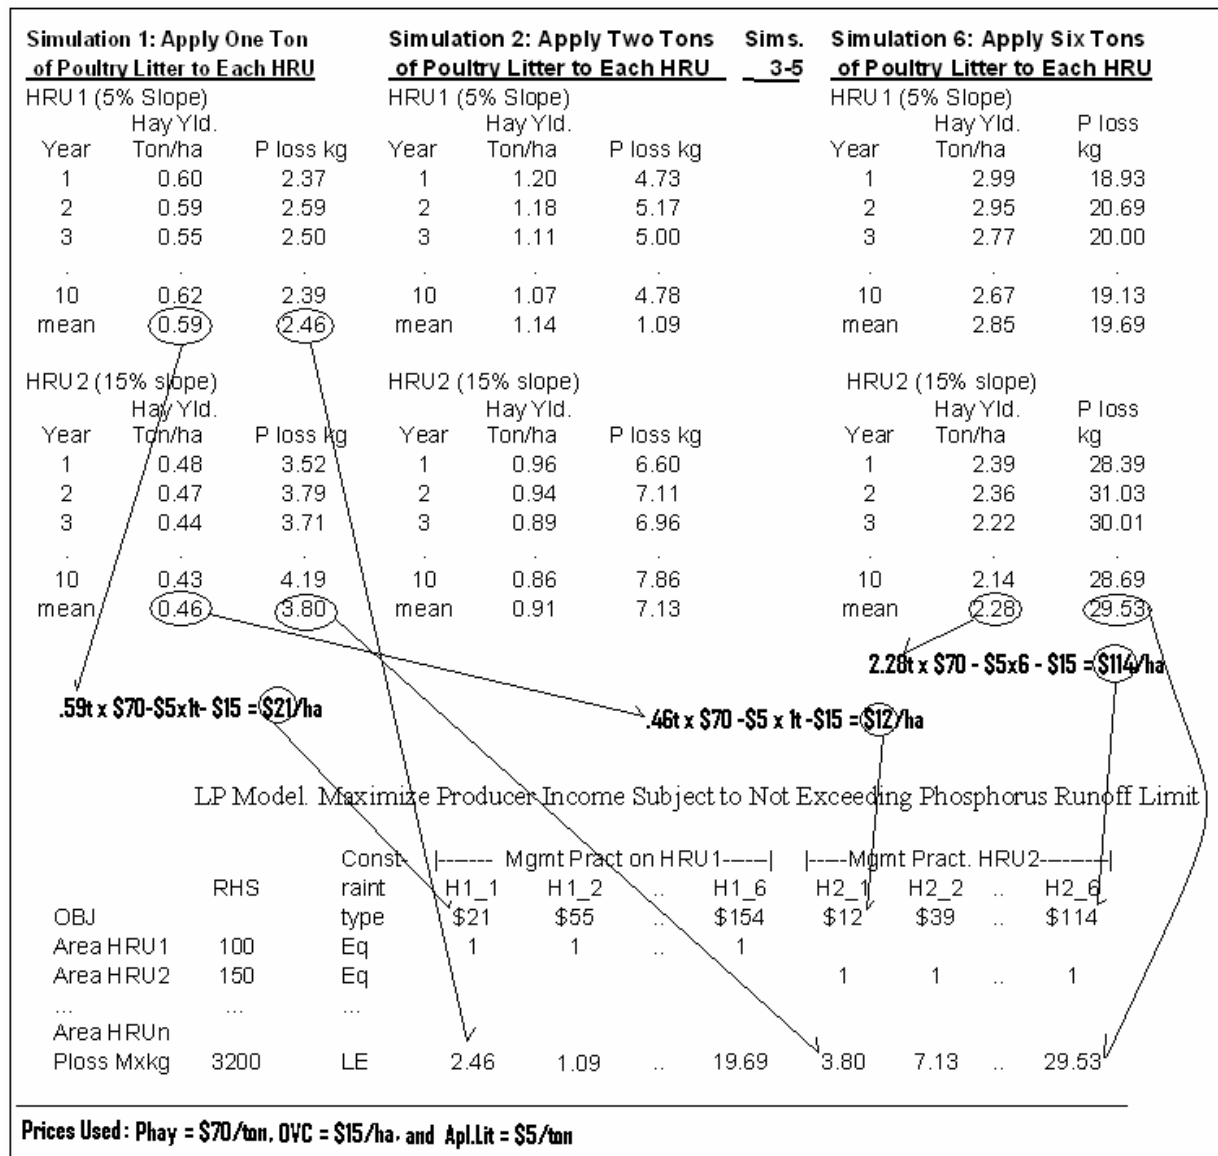 Simulation 1: Apply One Ton Simulation 2: Apply Two Tons Sims. Simulation 6: Apply Six Tons
of Poultry Litter to Each HRU of Poultry Litter to Each HRU 3-5 of Poultry Litter to Each HRU
HRU1 (5% Slope) HRU1 (5% Slope) HRU1 (5% Slope)
Hay Yld. Hay Yld. Hay Yld. P loss
Year Ton/ha P loss kg Year Ton/ha P loss kg Year Ton/ha kg
1 0.60 2.37 1 1.20 4.73 1 2.99 18.93
2 0.59 2.59 2 1.18 5.17 2 2.95 20.69
3 0.55 2.50 3 1.11 5.00 3 2.77 20.00
. . . . . . . . .
10 0.62 2.39 10 1.07 4.78 10 2.67 19.13
mean 0.59 2.46 mean 1.14 1.09 mean 2.85 19.69
HRU2 (15% slope) HRU2 (15% slope) HRU2 (15% slope)
Hay Yld. Hay Yld. Hay Yld. P loss
Year Ton/ha P loss kg Year Ton/ha P loss kg Year Ton/ha kg
1 0.48 3.52 1 0.96 6.60 1 2.39 28.39
2 0.47 3.79 2 0.94 7.11 2 2.36 31.03
3 0.44 3.71 3 0.89 6.96 3 2.22 30.01
. . . . . . . . .
10 0.43 4.19 10 0.86 7.86 10 2.14 28.69
mean 0.46 3.80 mean 0.91 7.13 mean 2.28 29.53
2.28t x $70 - $5x6 - $15 = $114/ha
.59t x $70-$5x1t- $15 = $21/ha .46t x $70 -$5 x 1t -$15 = $12/ha
LP Model. Maximize Producer Income Subject to Not Exceeding Phosphorus Runoff Limit
Const- |------- Mgmt Pract on HRU1------| |-----Mgmt Pract. HRU2----------|
RHS raint H1_1 H1_2 .. H1_6 H2_1 H2_2 .. H2_6
OBJ type $21 $55 .. $154 $12 $39 .. $114
Area HRU1 100 Eq 1 1 .. 1
Area HRU2 150 Eq 1 1 .. 1
... ... ...
Area HRUn
Ploss Mxkg 3200 LE 2.46 1.09 .. 19.69 3.80 7.13 .. 29.53
Prices Used: Phay = $70/ton, OVC = $15/ha, and Apl.Lit = $5/ton